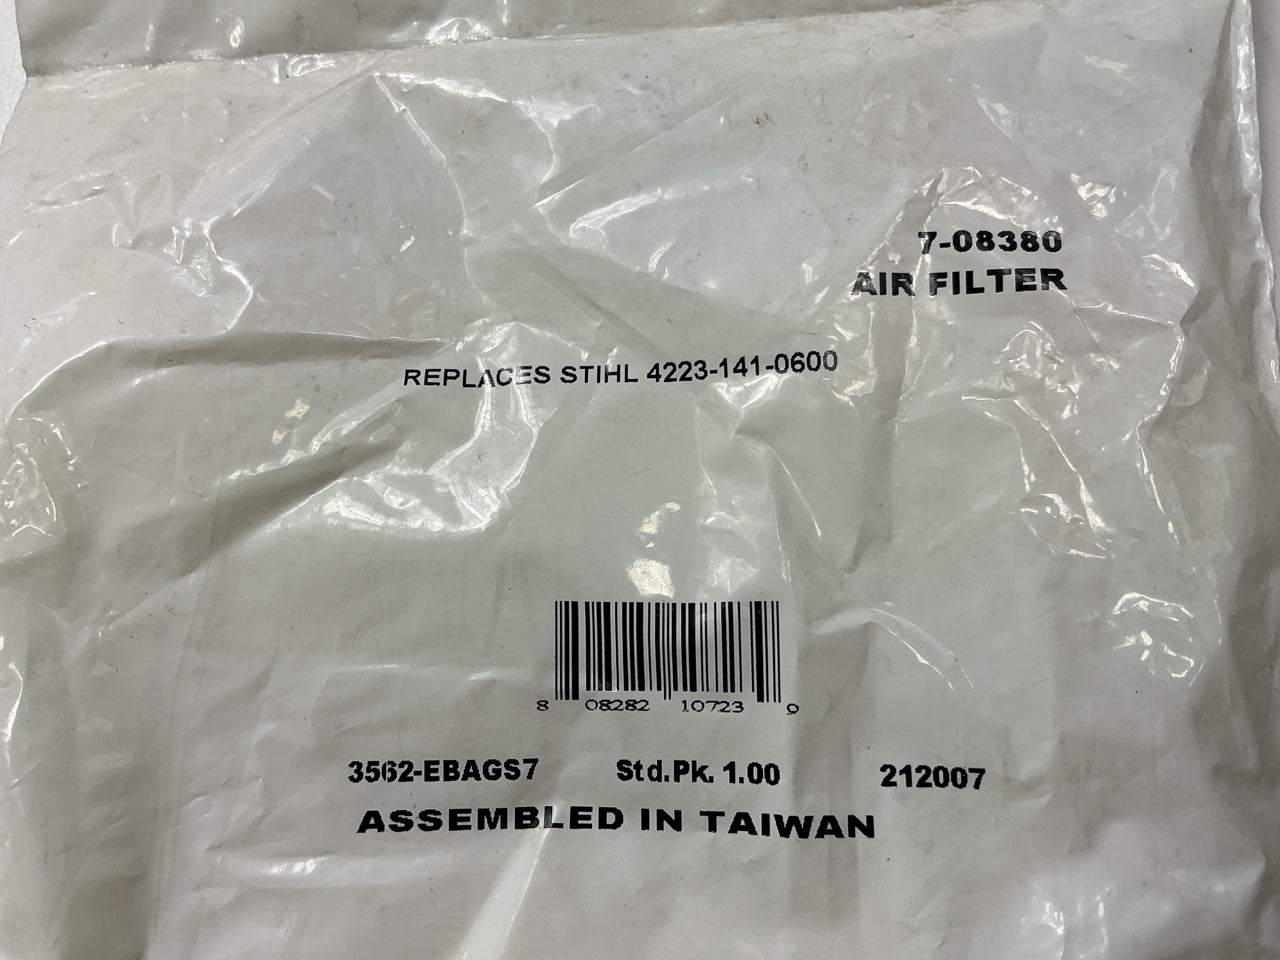 7-08380
AIR FILTER
REPLACES STIHL 4223-141-0600
8 08282 10723 9
3562-EBAGS7 Std.Pk. 1.00 212007
ASSEMBLED IN TAIWAN